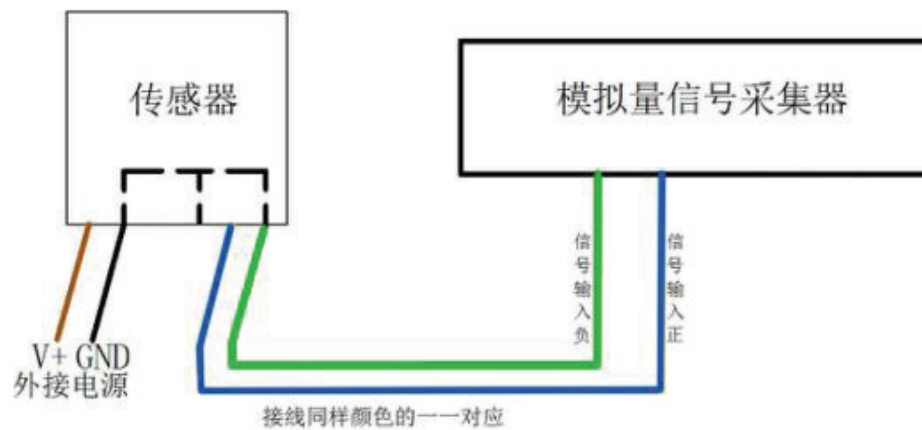 传感器
模拟量信号采集器
信号输入负
信号输入正
V+ GND
外接电源
接线同样颜色的一一对应